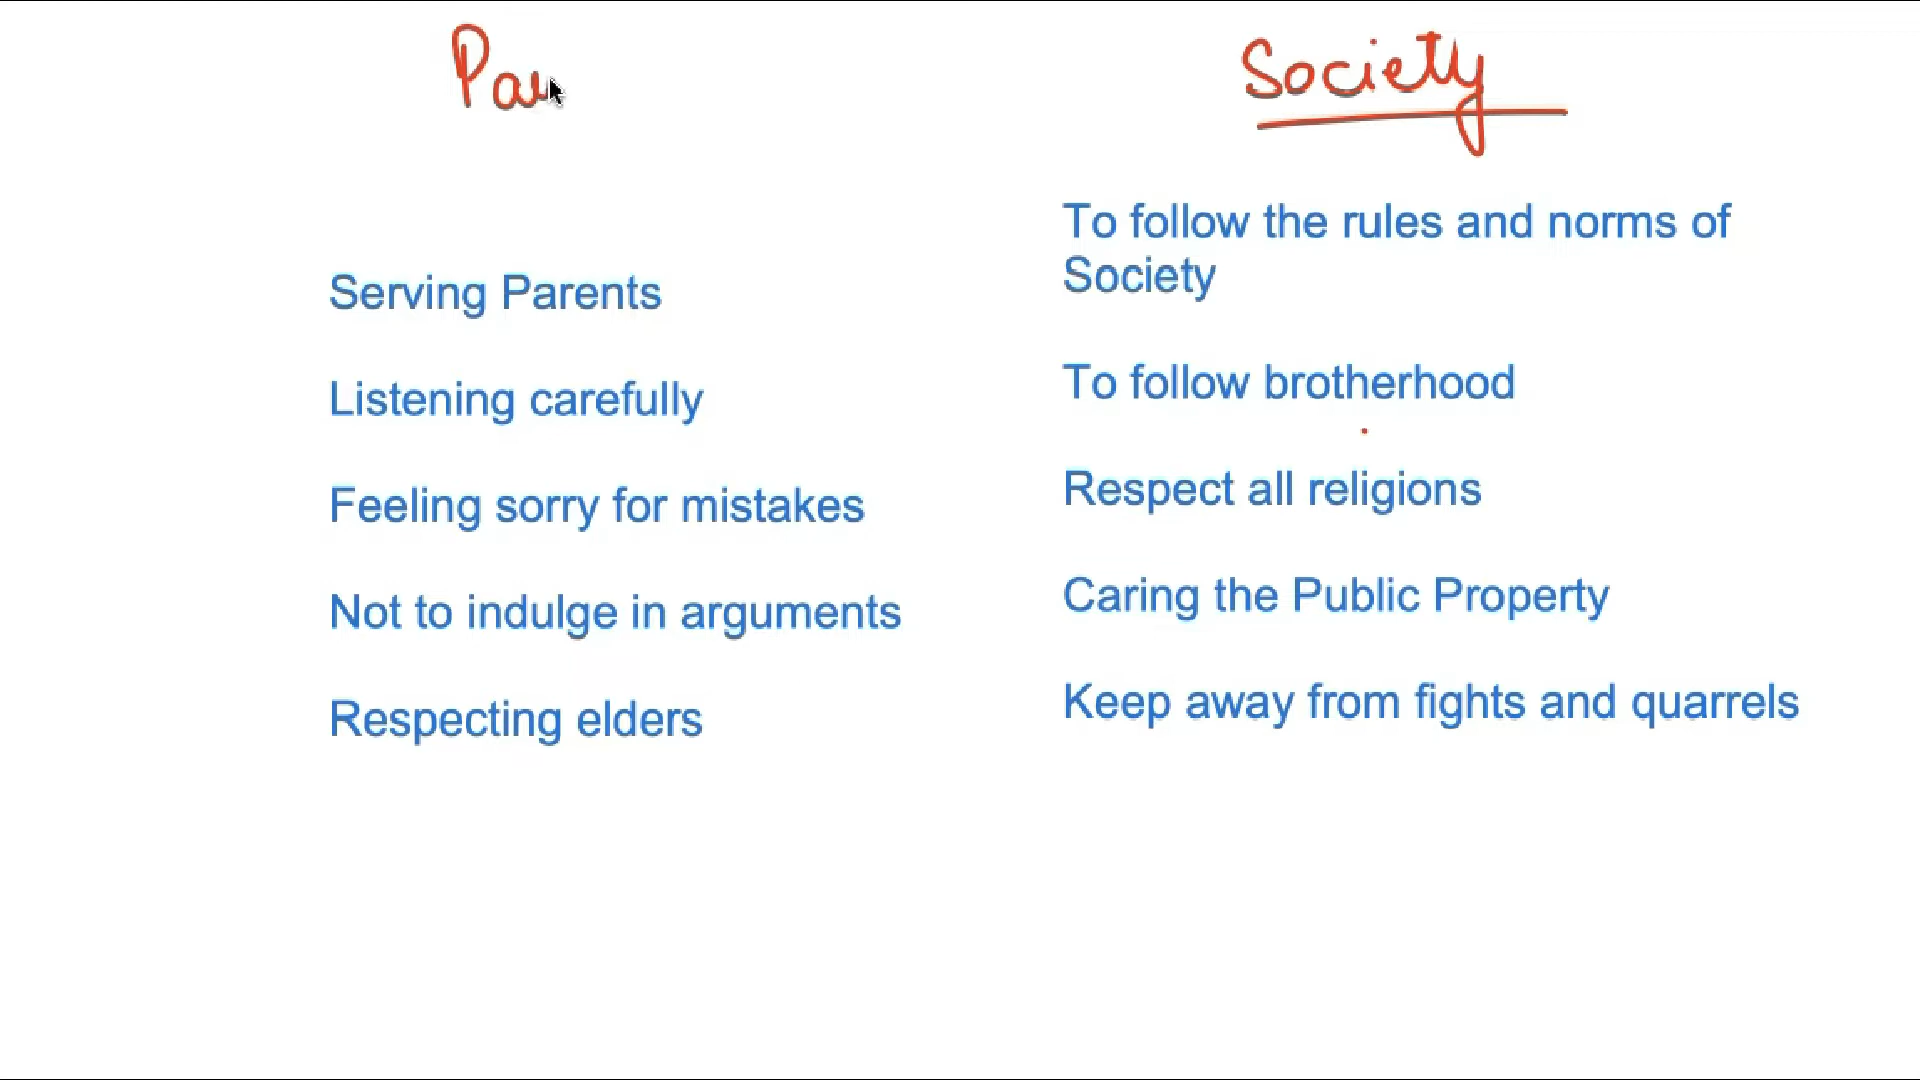 Society
Serving Parents
Listening carefully
Feeling sorry for mistakes
Not to indulge in arguments
Respecting elders
To follow the rules and norms of
Society
To follow brotherhood
Respect all religions
Caring the Public Property
Keep away from fights and quarrels